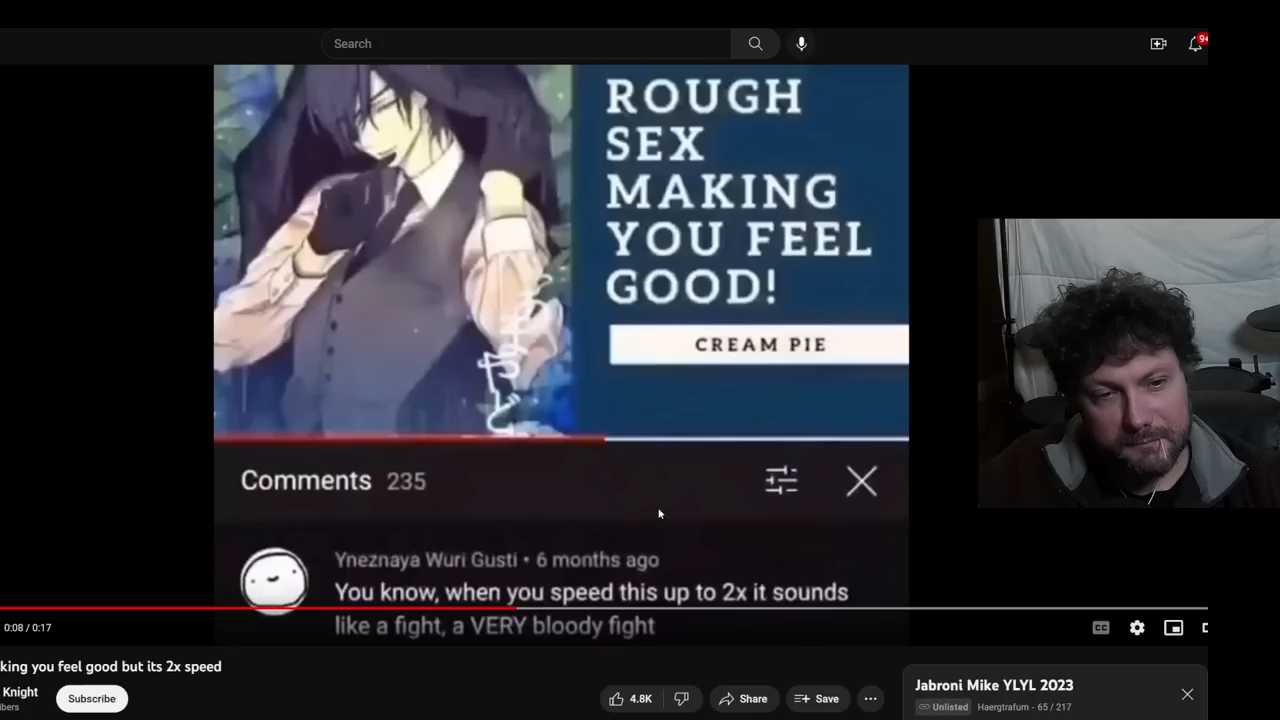 Search
9+
ROUGH
SEX
MAKING
YOU FEEL
GOOD!
CREAM PIE
Comments 235
Yneznaya Wuri Gusti • 6 months ago
You know, when you speed this up to 2x it sounds
like a fight, a VERY bloody fight
0:08 / 0:17
CC
king you feel good but its 2x speed
Knight
ibers
Subscribe
4.8K
Share
Save
Jabroni Mike YLYL 2023
Unlisted
Haergtrafum - 65 / 217